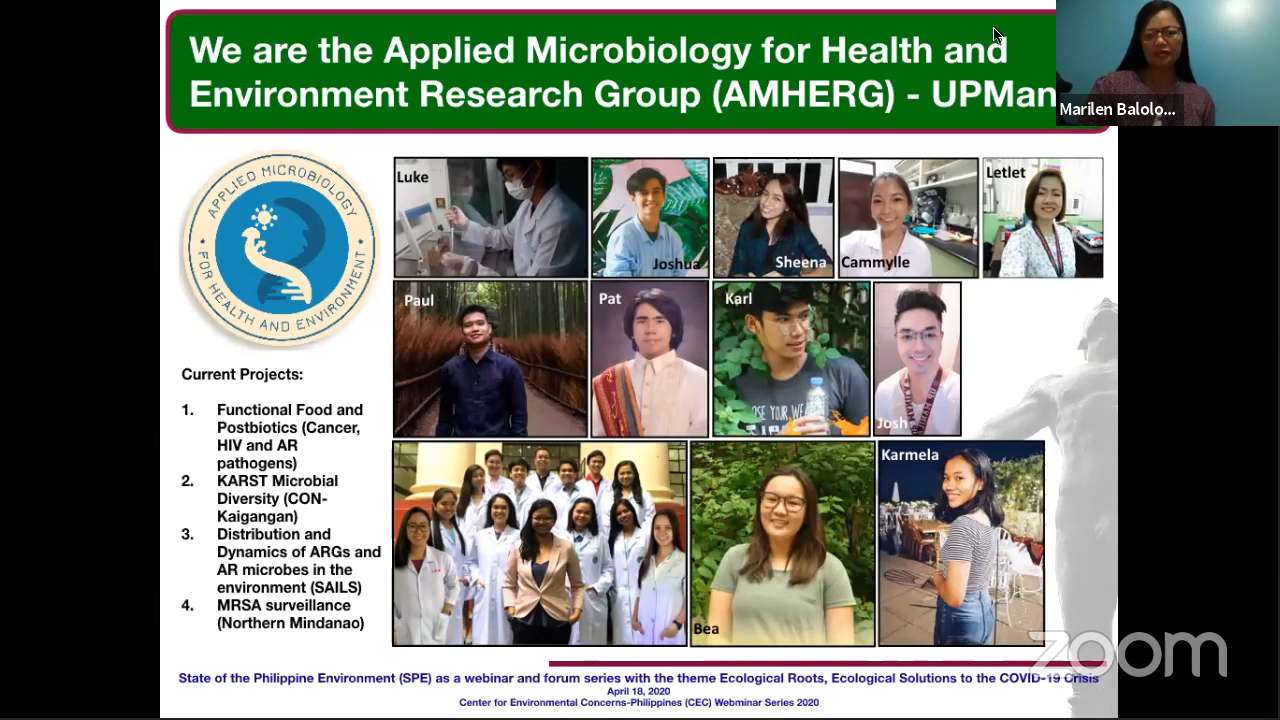 We are the Applied Microbiology for Health and
Environment Research Group (AMHERG) - UPMan
Marilen Balolo...
APPLIED MICROBIOLOGY
FOR HEALTH AND ENVIRONMENT
Luke
Joshua
Sheena
Cammylle
Letlet
Paul
Pat
Karl
Josh
Current Projects:
1. Functional Food and
Postbiotics (Cancer,
HIV and AR
pathogens)
2. KARST Microbial
Diversity (CON-
Kaigangan)
3. Distribution and
Dynamics of ARGs and
AR microbes in the
environment (SAILS)
4. MRSA surveillance
(Northern Mindanao)
Bea
Karmela
zoom
State of the Philippine Environment (SPE) as a webinar and forum series with the theme Ecological Roots, Ecological Solutions to the COVID-19 Crisis
April 18, 2020
Center for Environmental Concerns-Philippines (CEC) Webminar Series 2020